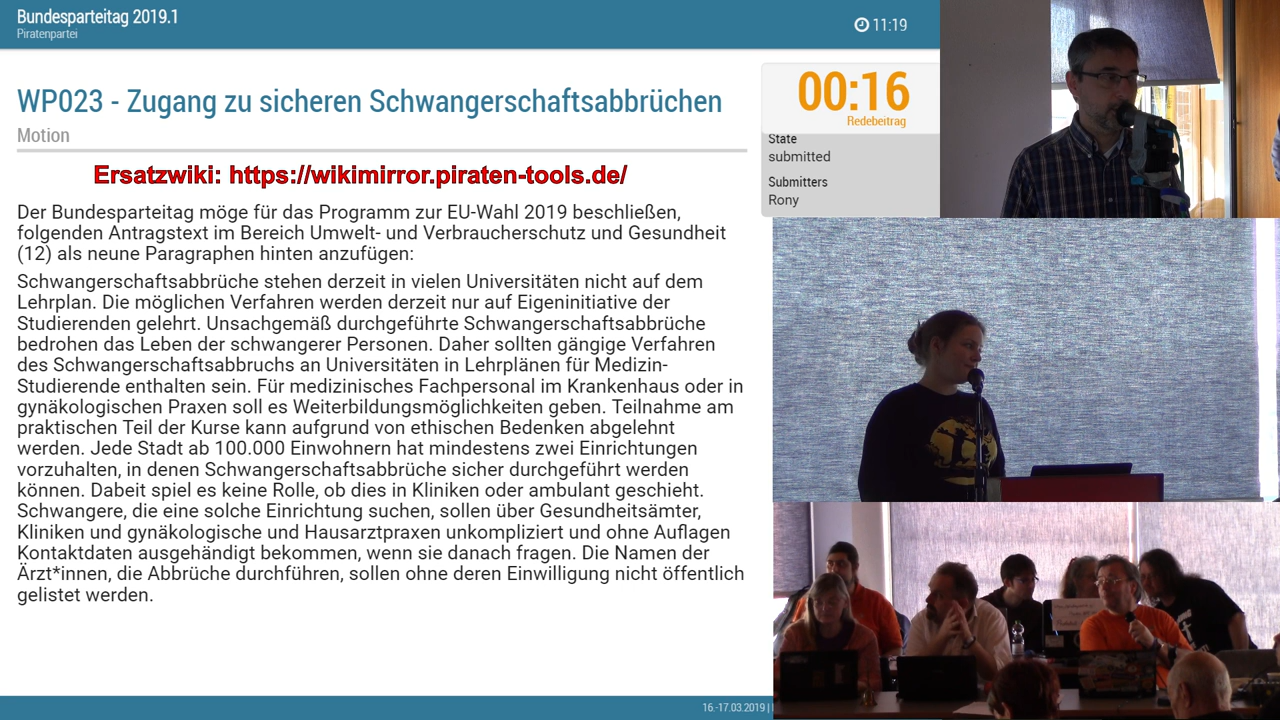 Bundesparteitag 2019.1
Piratenpartei
11:19
WP023 - Zugang zu sicheren Schwangerschaftsabbrüchen
Motion
00:16
Redebeitrag
State
submitted
Submitters
Rony
Ersatzwiki: https://wikimirror.piraten-tools.de/
Der Bundesparteitag möge für das Programm zur EU-Wahl 2019 beschließen,
folgenden Antragstext im Bereich Umwelt- und Verbraucherschutz und Gesundheit
(12) als neune Paragraphen hinten anzufügen:
Schwangerschaftsabbrüche stehen derzeit in vielen Universitäten nicht auf dem
Lehrplan. Die möglichen Verfahren werden derzeit nur auf Eigeninitiative der
Studierenden gelehrt. Unsachgemäß durchgeführte Schwangerschaftsabbrüche
bedrohen das Leben der schwangerer Personen. Daher sollten gängige Verfahren
des Schwangerschaftsabbruchs an Universitäten in Lehrplänen für Medizin-
Studierende enthalten sein. Für medizinisches Fachpersonal im Krankenhaus oder in
gynäkologischen Praxen soll es Weiterbildungsmöglichkeiten geben. Teilnahme am
praktischen Teil der Kurse kann aufgrund von ethischen Bedenken abgelehnt
werden. Jede Stadt ab 100.000 Einwohnern hat mindestens zwei Einrichtungen
vorzuhalten, in denen Schwangerschaftsabbrüche sicher durchgeführt werden
können. Dabeit spiel es keine Rolle, ob dies in Kliniken oder ambulant geschieht.
Schwangere, die eine solche Einrichtung suchen, sollen über Gesundheitsämter,
Kliniken und gynäkologische und Hausarztpraxen unkompliziert und ohne Auflagen
Kontaktdaten ausgehändigt bekommen, wenn sie danach fragen. Die Namen der
Ärzt*innen, die Abbrüche durchführen, sollen ohne deren Einwilligung nicht öffentlich
gelistet werden.
16.-17.03.2019 |